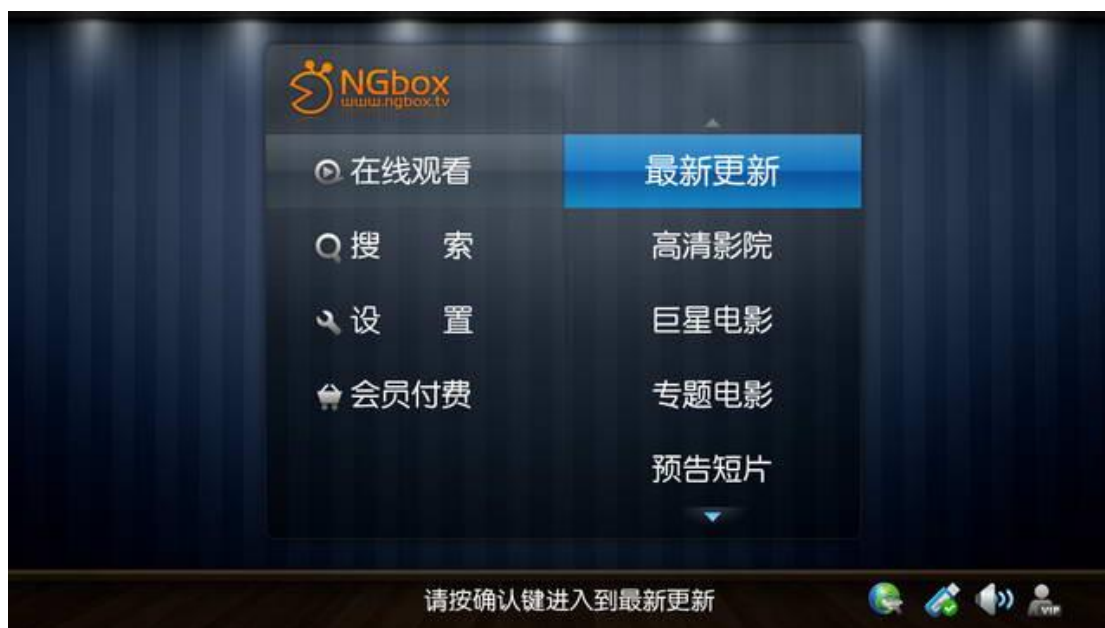 NGbox
www.ngbox.tv
在线观看
搜 索
设 置
会员付费
最新更新
高清影院
巨星电影
专题电影
预告短片
请按确认键进入到最新更新
VIP